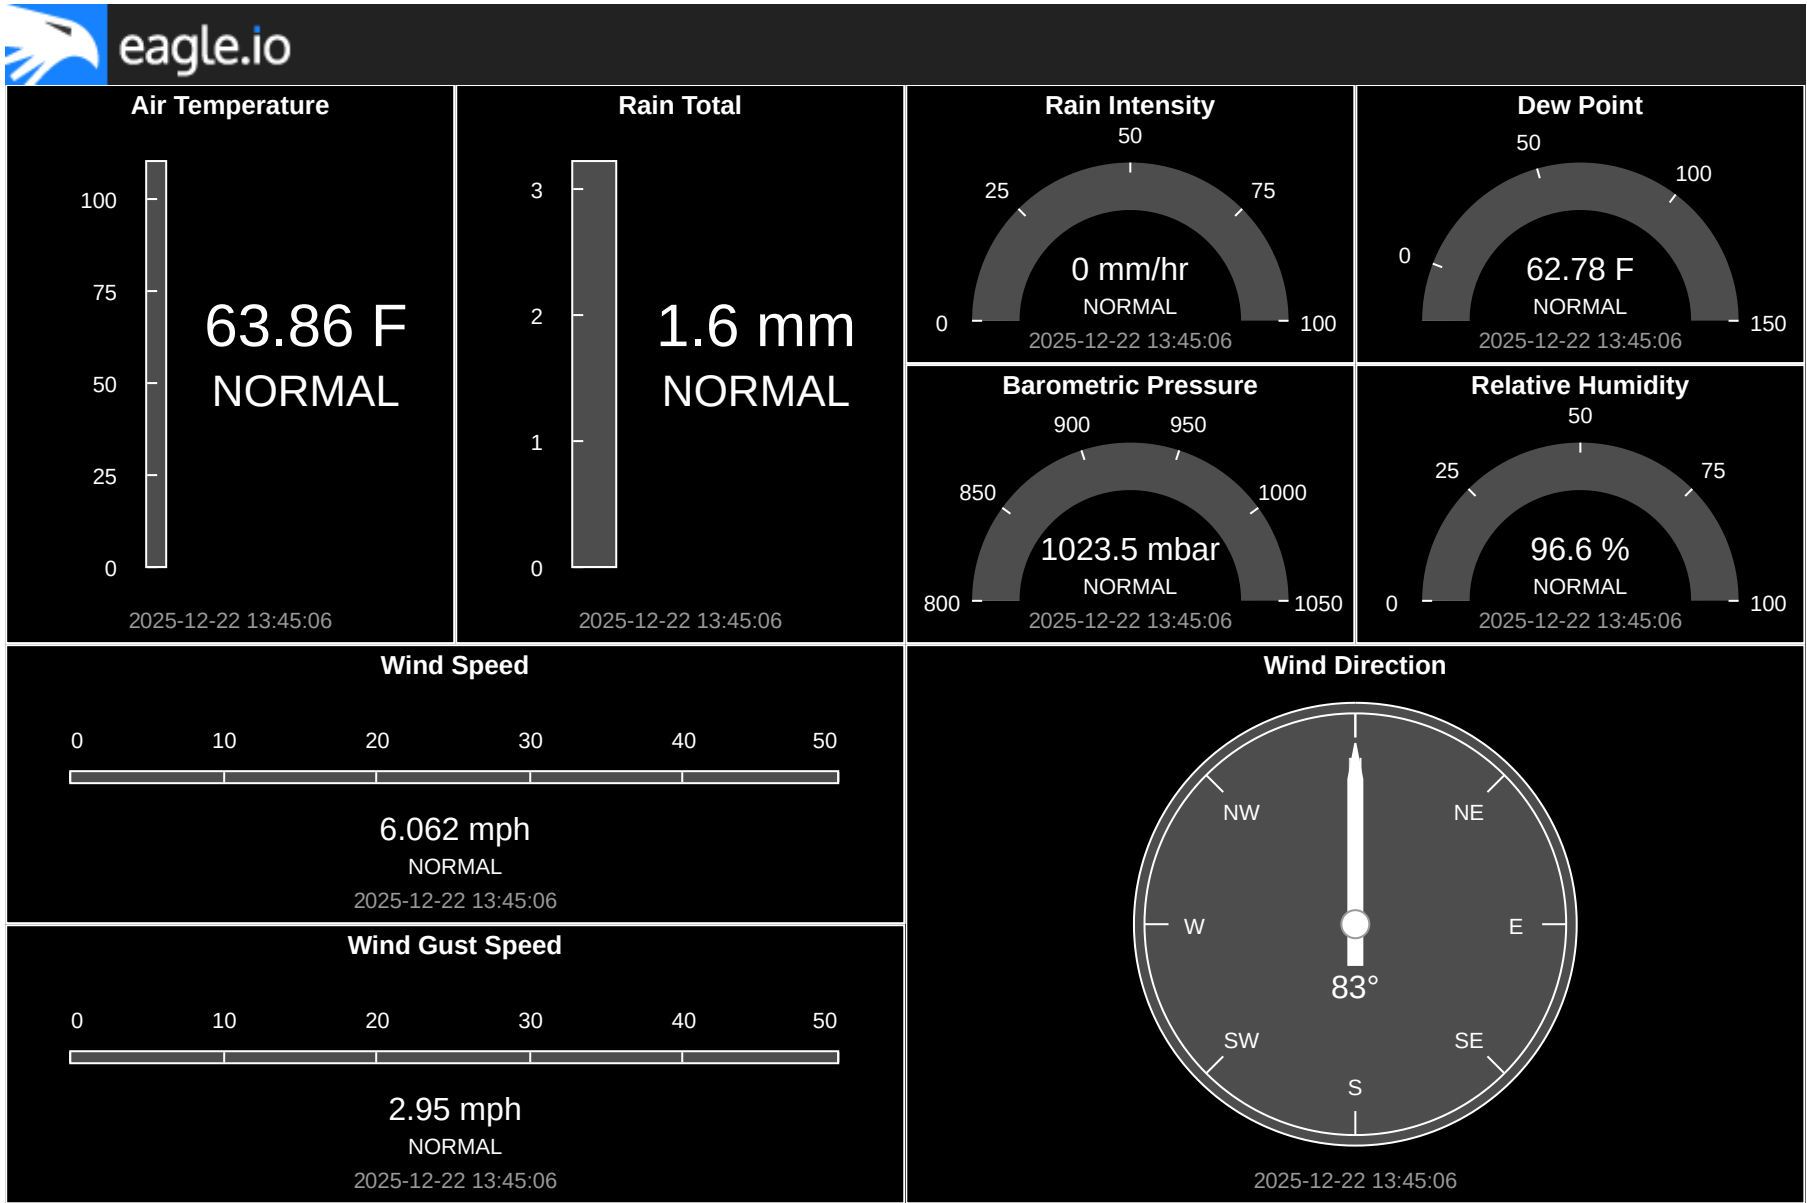 eagle.io
Air Temperature
100
75
50
25
0
63.86 F
NORMAL
2025-12-22 13:45:06
Rain Total
3
2
1
0
1.6 mm
NORMAL
2025-12-22 13:45:06
Rain Intensity
0
25
50
75
100
0 mm/hr
NORMAL
2025-12-22 13:45:06
Dew Point
0
50
100
150
62.78 F
NORMAL
2025-12-22 13:45:06
Barometric Pressure
800
850
900
950
1000
1050
1023.5 mbar
NORMAL
2025-12-22 13:45:06
Relative Humidity
0
25
50
75
100
96.6 %
NORMAL
2025-12-22 13:45:06
Wind Speed
0 10 20 30 40 50
6.062 mph
NORMAL
2025-12-22 13:45:06
Wind Gust Speed
0 10 20 30 40 50
2.95 mph
NORMAL
2025-12-22 13:45:06
Wind Direction
NW NE
W E
83°
SW SE
S
2025-12-22 13:45:06